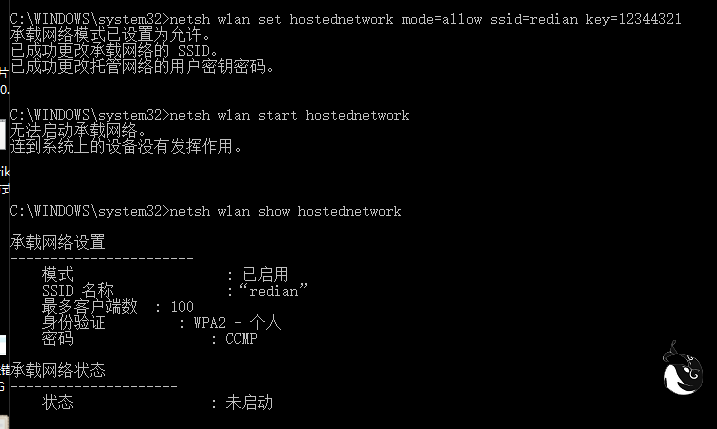 C:\WINDOWS\system32>netsh wlan set hostednetwork mode=allow ssid=redian key=12344321
承载网络模式已设置为允许。
已成功更改承载网络的 SSID。
已成功更改托管网络的用户密钥密码。
C:\WINDOWS\system32>netsh wlan start hostednetwork
无法启动承载网络。
连到系统上的设备没有发挥作用。
C:\WINDOWS\system32>netsh wlan show hostednetwork
承载网络设置
-----------------------
模式 : 已启用
SSID 名称 :“redian”
最多客户端数 : 100
身份验证 : WPA2 - 个人
密码 : CCMP
承载网络状态
---------------------
状态 : 未启动